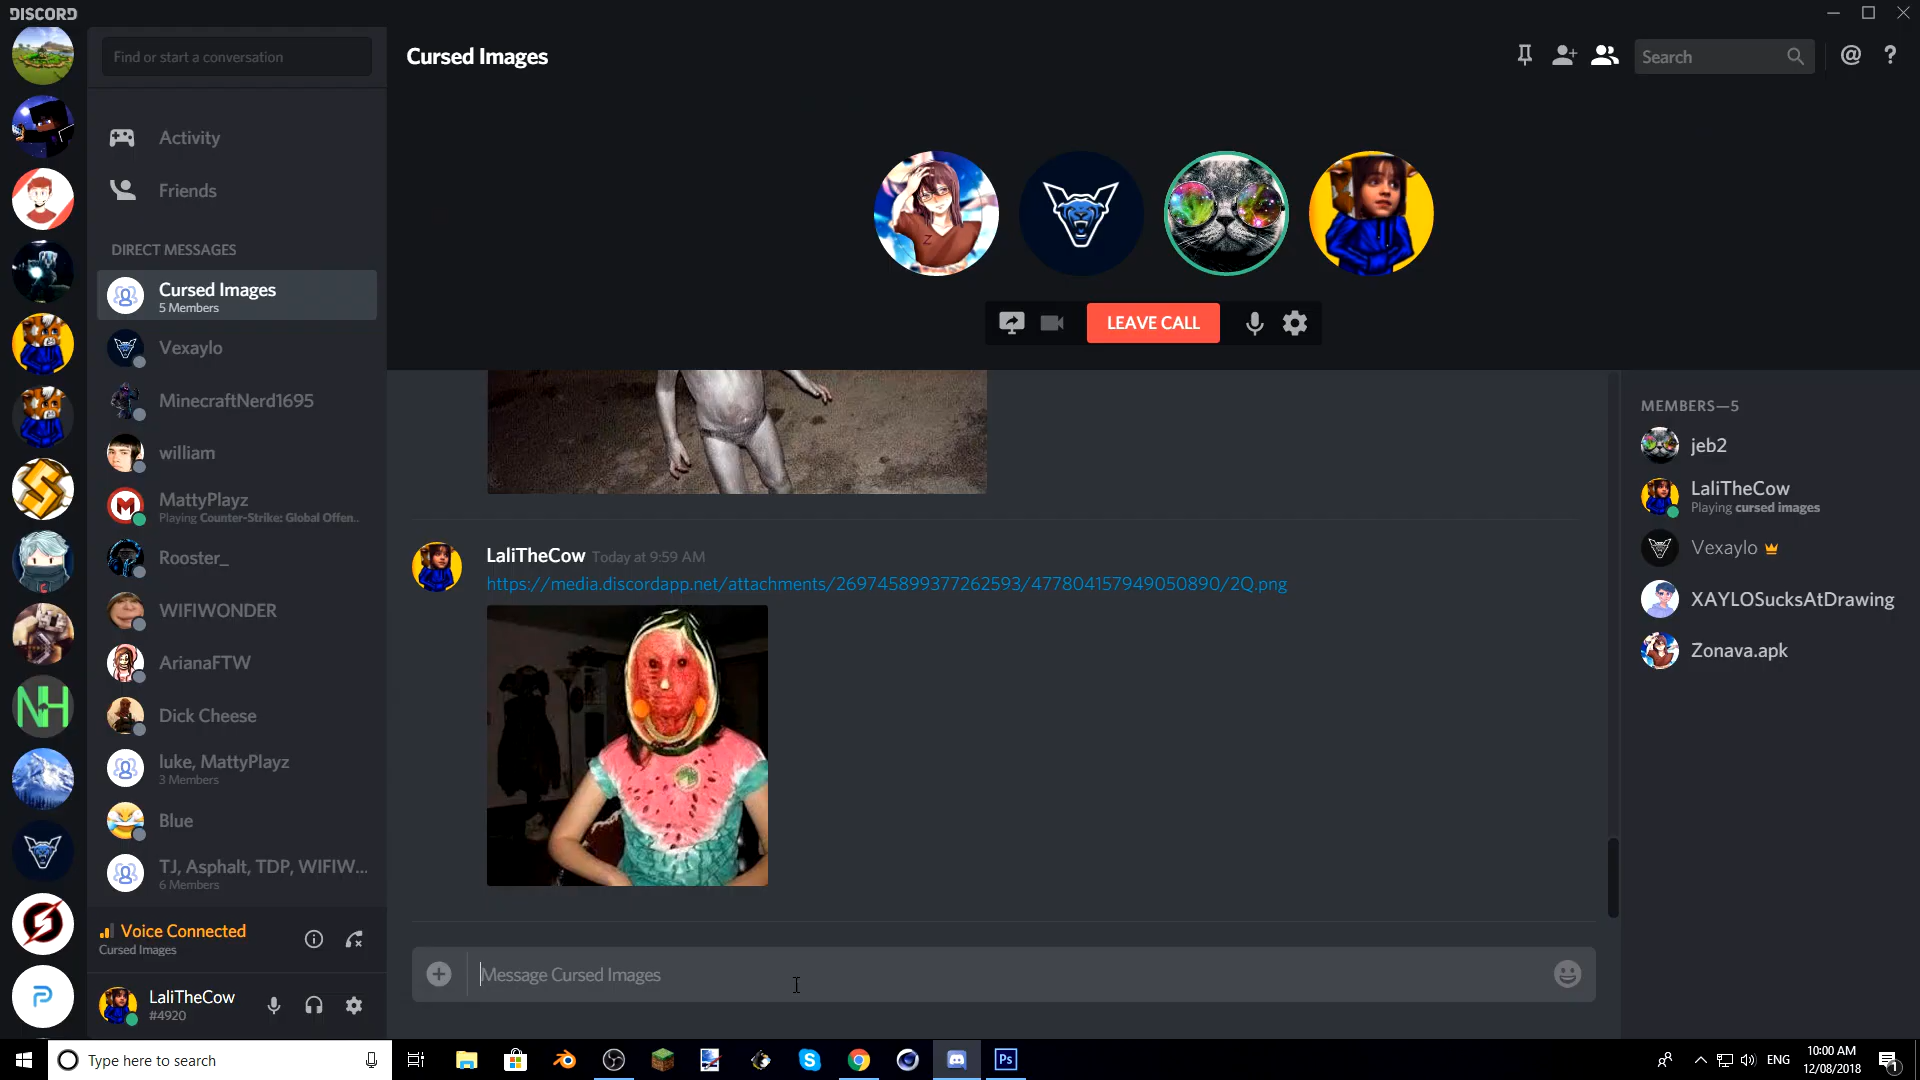 DISCORD
Find or start a conversation
Activity
Friends
DIRECT MESSAGES
Cursed Images
5 Members
Vexaylo
MinecraftNerd1695
william
MattyPlayz
Playing Counter-Strike: Global Offen..
Rooster_
WIFIWONDER
ArianaFTW
Dick Cheese
luke, MattyPlayz
3 Members
Blue
TJ, Asphalt, TDP, WIFIW...
6 Members
Voice Connected
Cursed Images
LaliTheCow
#4920
Cursed Images
Search
LEAVE CALL
LaliTheCow Today at 9:59 AM
https://media.discordapp.net/attachments/269745899377262593/477804157949050890/2Q.png
Message Cursed Images
MEMBERS—5
jeb2
LaliTheCow
Playing cursed images
Vexaylo
XAYLOSucksAtDrawing
Zonava.apk
NH
Z
M
Type here to search
Ps
ENG
10:00 AM
12/08/2018
1